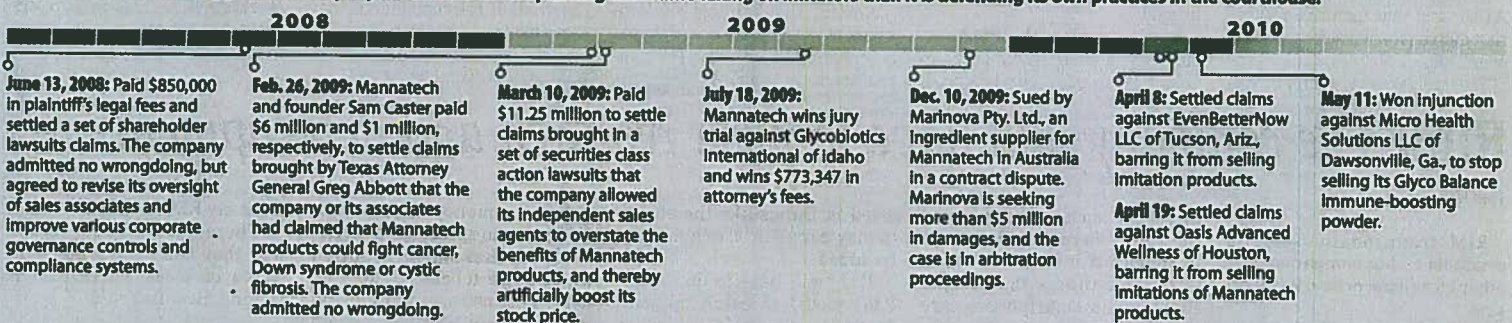 2008
2009
2010
June 13, 2008: Paid $850,000
in plaintiff's legal fees and
settled a set of shareholder
lawsuits claims. The company
admitted no wrongdoing, but
agreed to revise its oversight
of sales associates and
improve various corporate
governance controls and
compliance systems.
Feb. 26, 2009: Mannatech
and founder Sam Caster paid
$6 million and $1 million,
respectively, to settle claims
brought by Texas Attorney
General Greg Abbott that the
company or its associates
had claimed that Mannatech
products could fight cancer,
Down syndrome or cystic
fibrosis. The company
admitted no wrongdoing.
March 10, 2009: Paid
$11.25 million to settle
claims brought in a
set of securities class
action lawsuits that
the company allowed
its independent sales
agents to overstate the
benefits of Mannatech
products, and thereby
artificially boost its
stock price.
July 18, 2009:
Mannatech wins jury
trial against Glycobiotics
International of Idaho
and wins $773,347 in
attorney's fees.
Dec. 10, 2009: Sued by
Marinova Pty. Ltd., an
ingredient supplier for
Mannatech in Australia
in a contract dispute.
Marinova is seeking
more than $5 million
in damages, and the
case is in arbitration
proceedings.
April 8: Settled claims
against EvenBetterNow
LLC of Tucson, Ariz.,
barring it from selling
imitation products.
April 19: Settled claims
against Oasis Advanced
Wellness of Houston,
barring it from selling
imitations of Mannatech
products.
May 11: Won injunction
against Micro Health
Solutions LLC of
Dawsonville, Ga., to stop
selling its Glyco Balance
immune-boosting
powder.